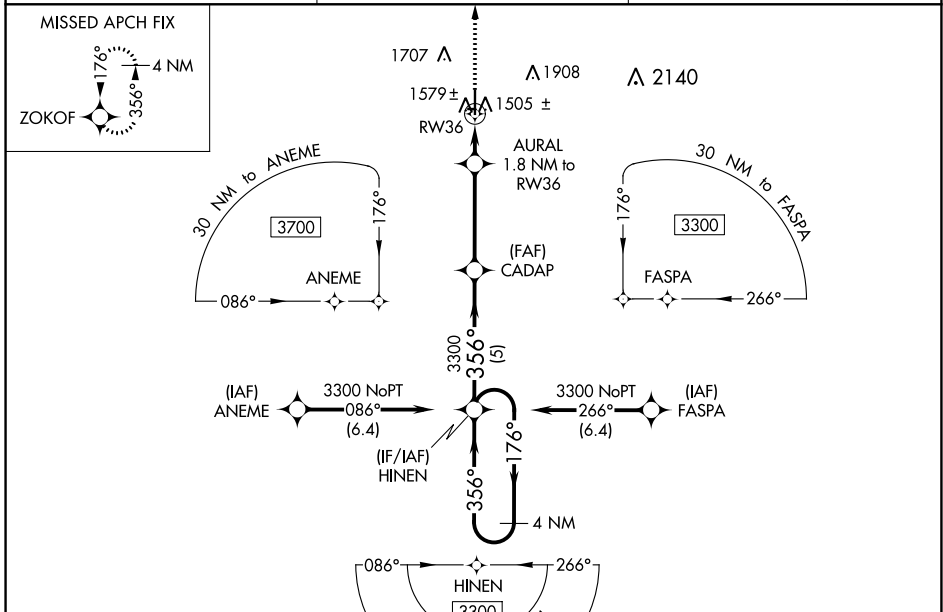 MISSED APCH FIX
176°
4 NM
356°
ZOKOF
1707
1908
2140
1579 ±
1505 ±
RW36
AURAL
1.8 NM to
RW36
30 NM to ANEME
3700
176°
ANEME
086°
30 NM to FASPA
3300
176°
FASPA
266°
(FAF)
CADAP
3300
356°
(5)
(IAF)
ANEME
3300 NoPT
086°
(6.4)
3300 NoPT
266°
(6.4)
(IAF)
FASPA
(IF/IAF)
HINEN
356°
176°
4 NM
086°
266°
HINEN
3300